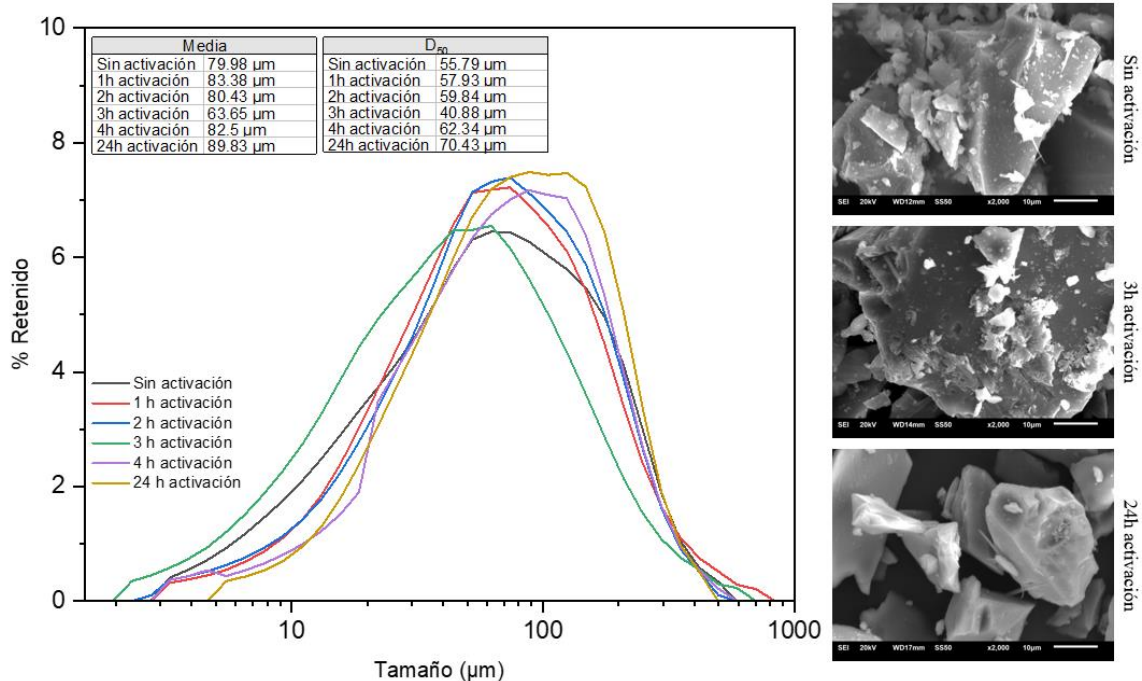 10
8
6
4
2
0
% Retenido
Media
Sin activación 79.98 µm
1h activación 83.38 µm
2h activación 80.43 µm
3h activación 63.65 µm
4h activación 82.5 µm
24h activación 89.83 µm
D50
Sin activación 55.79 µm
1h activación 57.93 µm
2h activación 59.84 µm
3h activación 40.88 µm
4h activación 62.34 µm
24h activación 70.43 µm
Sin activación
1 h activación
2 h activación
3 h activación
4 h activación
24 h activación
10 100 1000
Tamaño (µm)
SEI 20kV WD12mm SS50 x2,000 10µm
Sin activación
SEI 20kV WD14mm SS50 x2,000 10µm
3h activación
SEI 20kV WD17mm SS50 x2,000 10µm
24h activación